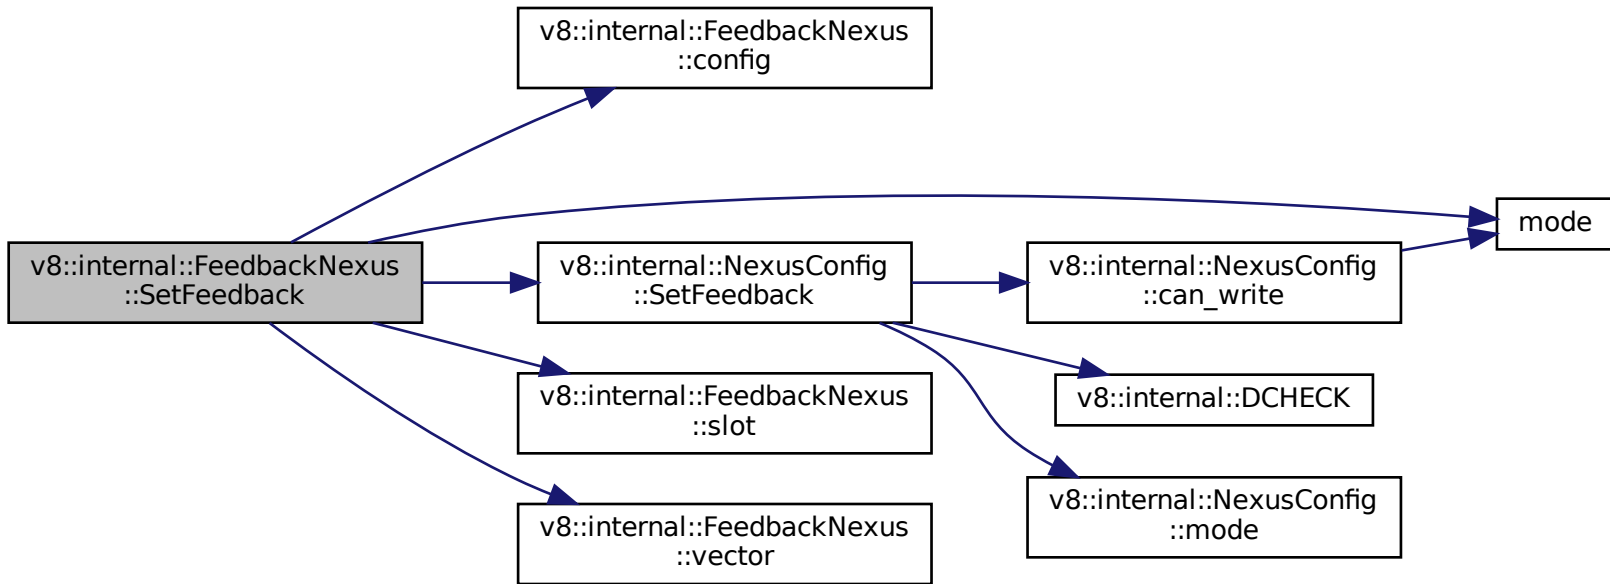 v8::internal::FeedbackNexus
::SetFeedback
v8::internal::FeedbackNexus
::config
mode
v8::internal::NexusConfig
::SetFeedback
v8::internal::NexusConfig
::can_write
v8::internal::FeedbackNexus
::slot
v8::internal::DCHECK
v8::internal::FeedbackNexus
::vector
v8::internal::NexusConfig
::mode